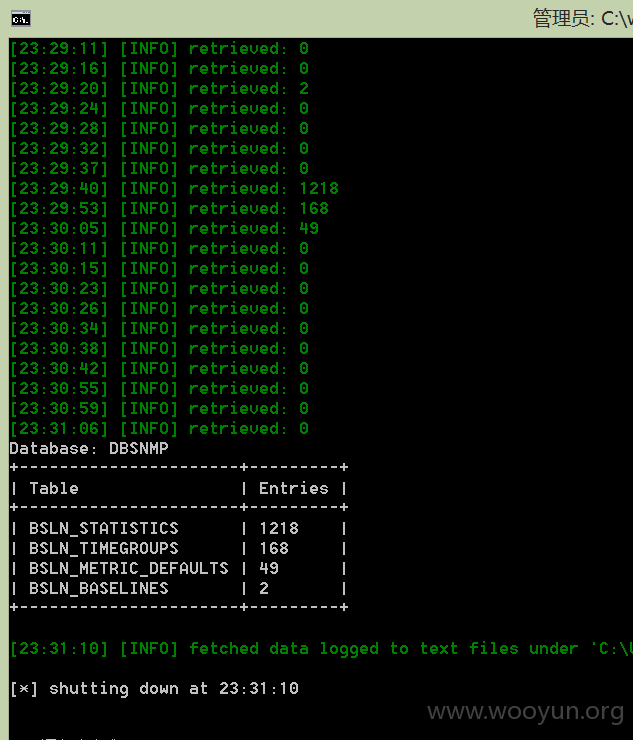 管理员: C:\w
[23:29:11] [INFO] retrieved: 0
[23:29:16] [INFO] retrieved: 0
[23:29:20] [INFO] retrieved: 2
[23:29:24] [INFO] retrieved: 0
[23:29:28] [INFO] retrieved: 0
[23:29:32] [INFO] retrieved: 0
[23:29:37] [INFO] retrieved: 0
[23:29:40] [INFO] retrieved: 1218
[23:29:53] [INFO] retrieved: 168
[23:30:05] [INFO] retrieved: 49
[23:30:11] [INFO] retrieved: 0
[23:30:15] [INFO] retrieved: 0
[23:30:23] [INFO] retrieved: 0
[23:30:26] [INFO] retrieved: 0
[23:30:34] [INFO] retrieved: 0
[23:30:38] [INFO] retrieved: 0
[23:30:42] [INFO] retrieved: 0
[23:30:55] [INFO] retrieved: 0
[23:30:59] [INFO] retrieved: 0
[23:31:06] [INFO] retrieved: 0
Database: DBSNMP
+----------------------+---------+
| Table                | Entries |
+----------------------+---------+
| BSLN_STATISTICS      | 1218    |
| BSLN_TIMEGROUPS      | 168     |
| BSLN_METRIC_DEFAULTS | 49      |
| BSLN_BASELINES       | 2       |
+----------------------+---------+
[23:31:10] [INFO] fetched data logged to text files under 'C:\U
[*] shutting down at 23:31:10
www.wooyun.org